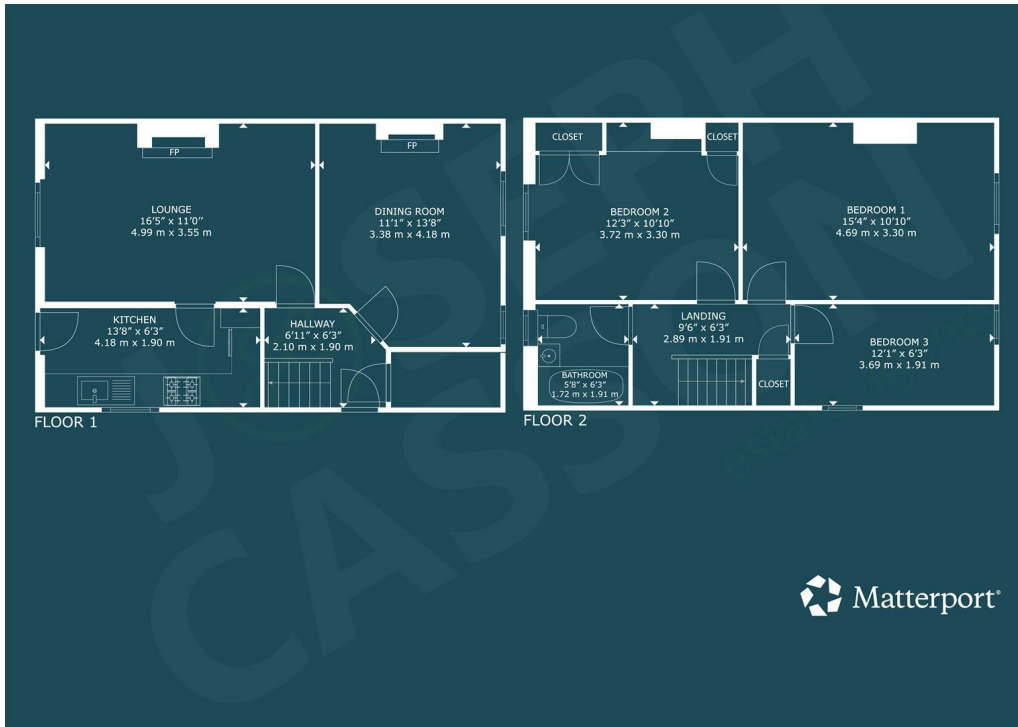 FP
LOUNGE
16'5" x 11'0"
4.99 m x 3.55 m
FP
DINING ROOM
11'1" x 13'8"
3.38 m x 4.18 m
KITCHEN
13'8" x 6'3"
4.18 m x 1.90 m
HALLWAY
6'11" x 6'3"
2.10 m x 1.90 m
FLOOR 1
CLOSET
CLOSET
BEDROOM 2
12'3" x 10'10"
3.72 m x 3.30 m
BEDROOM 1
15'4" x 10'10"
4.69 m x 3.30 m
LANDING
9'6" x 6'3"
2.89 m x 1.91 m
BEDROOM 3
12'1" x 6'3"
3.69 m x 1.91 m
BATHROOM
5'8" x 6'3"
1.72 m x 1.91 m
CLOSET
FLOOR 2
JOSEPH
CASSON
Matterport®